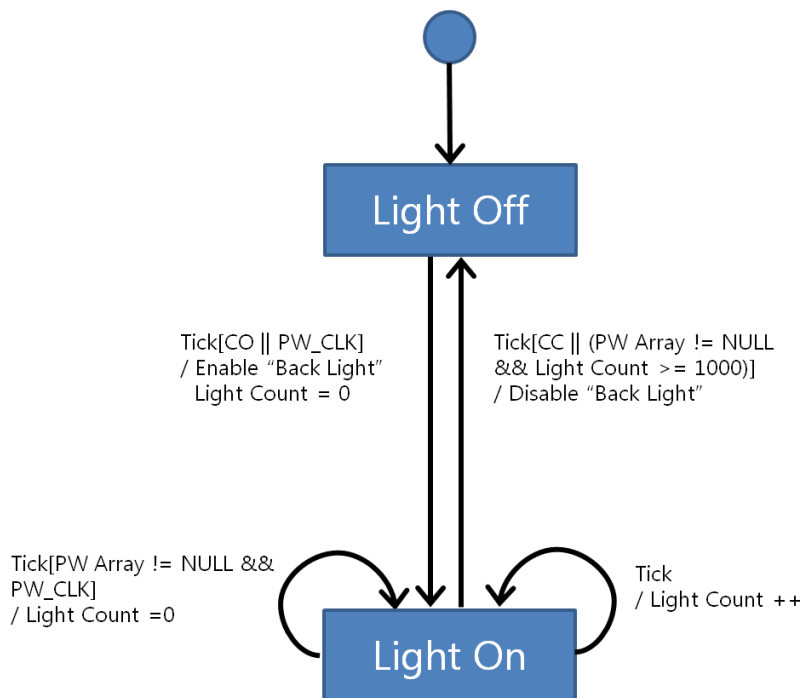 Light Off
Tick[CO || PW_CLK]
/ Enable “Back Light”
Light Count = 0
Tick[CC || (PW Array != NULL
&& Light Count >= 1000)]
/ Disable “Back Light”
Tick[PW Array != NULL &&
PW_CLK]
/ Light Count =0
Tick
/ Light Count ++
Light On